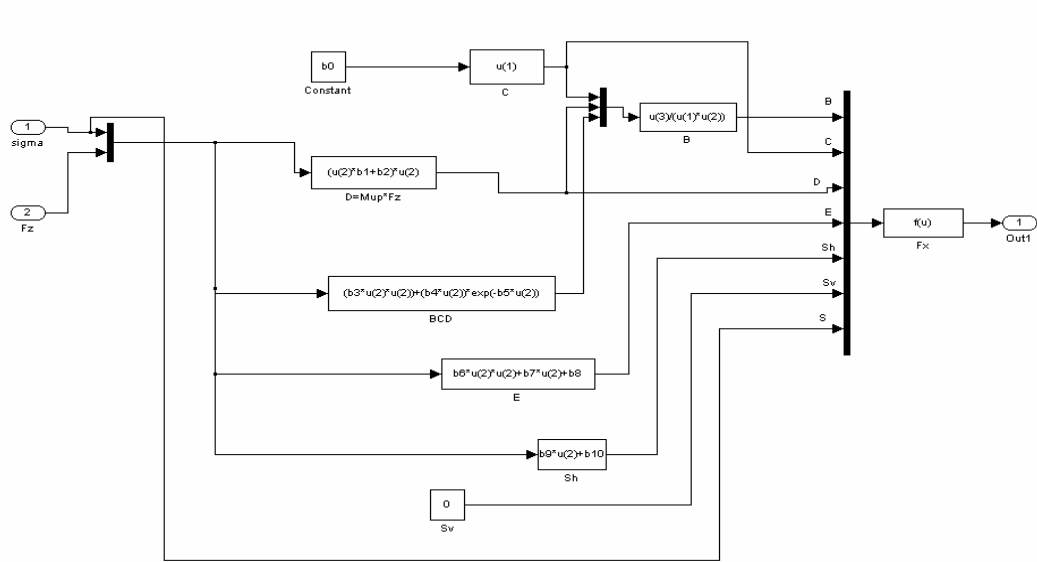 b0
Constant
u(1)
C
u(3)/(u(1)*u(2))
B
B
C
D
E
Sh
Sv
S
1
sigma
2
Fz
(u(2)*b1+b2)*u(2)
D=Mup*Fz
(b3*u(2)*u(2))+(b4*u(2))*exp(-b5*u(2))
BCD
b6*u(2)*u(2)+b7*u(2)+b8
E
b9*u(2)+b10
Sh
0
Sv
f(u)
Fx
1
Out1